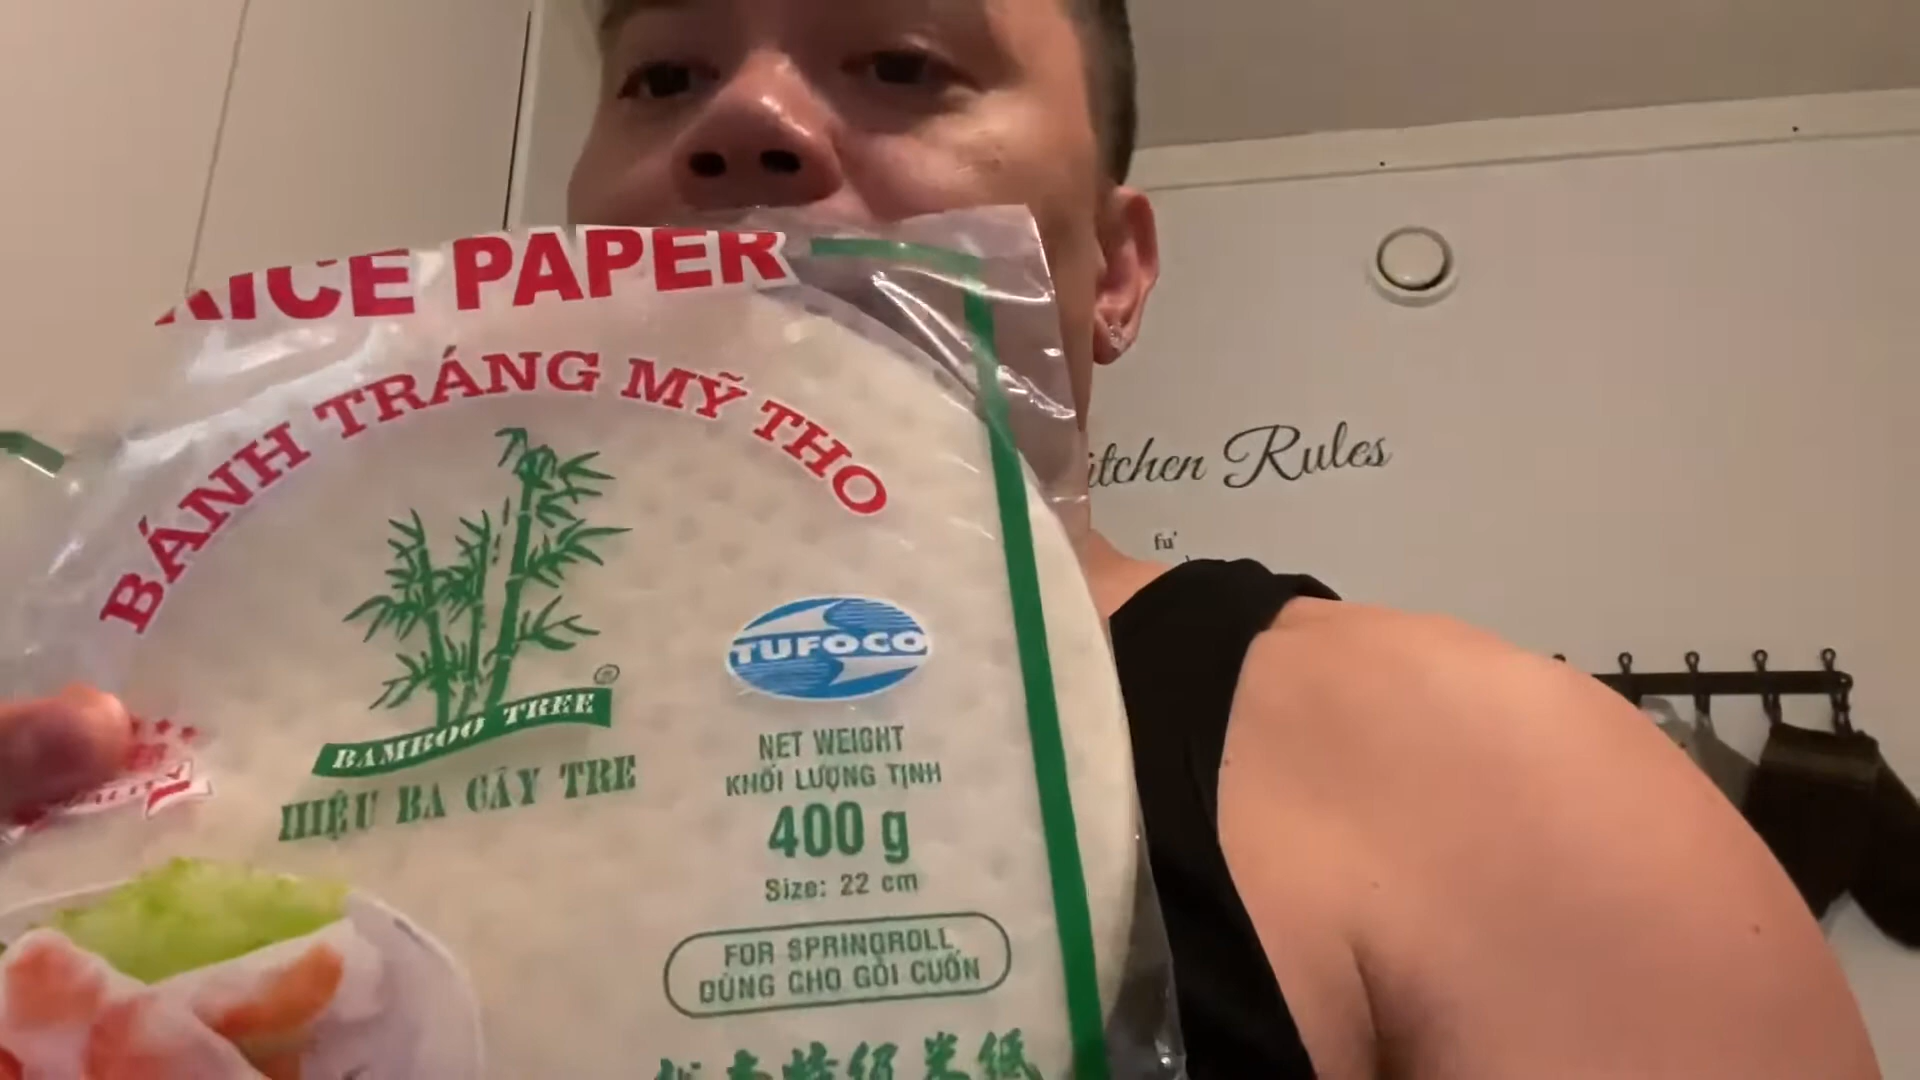 RICE PAPER
BÁNH TRÁNG MỸ THO
BAMBOO TREE
®
HIỆU BA CÂY TRE
TUFOCO
NET WEIGHT
KHỐI LƯỢNG TỊNH
400 g
Size: 22 cm
FOR SPRINGROLL
DÙNG CHO GỎI CUỐN
Kitchen Rules